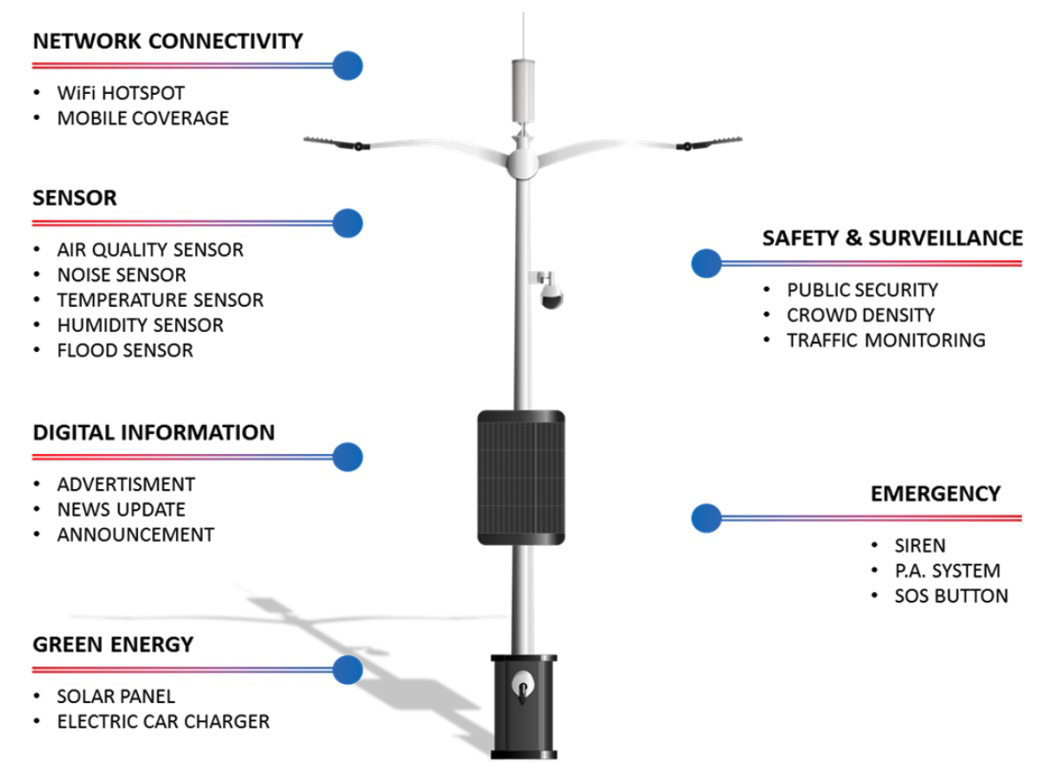 NETWORK CONNECTIVITY
• WiFi HOTSPOT
• MOBILE COVERAGE
SENSOR
• AIR QUALITY SENSOR
• NOISE SENSOR
• TEMPERATURE SENSOR
• HUMIDITY SENSOR
• FLOOD SENSOR
DIGITAL INFORMATION
• ADVERTISMENT
• NEWS UPDATE
• ANNOUNCEMENT
GREEN ENERGY
• SOLAR PANEL
• ELECTRIC CAR CHARGER
SAFETY & SURVEILLANCE
• PUBLIC SECURITY
• CROWD DENSITY
• TRAFFIC MONITORING
EMERGENCY
• SIREN
• P.A. SYSTEM
• SOS BUTTON